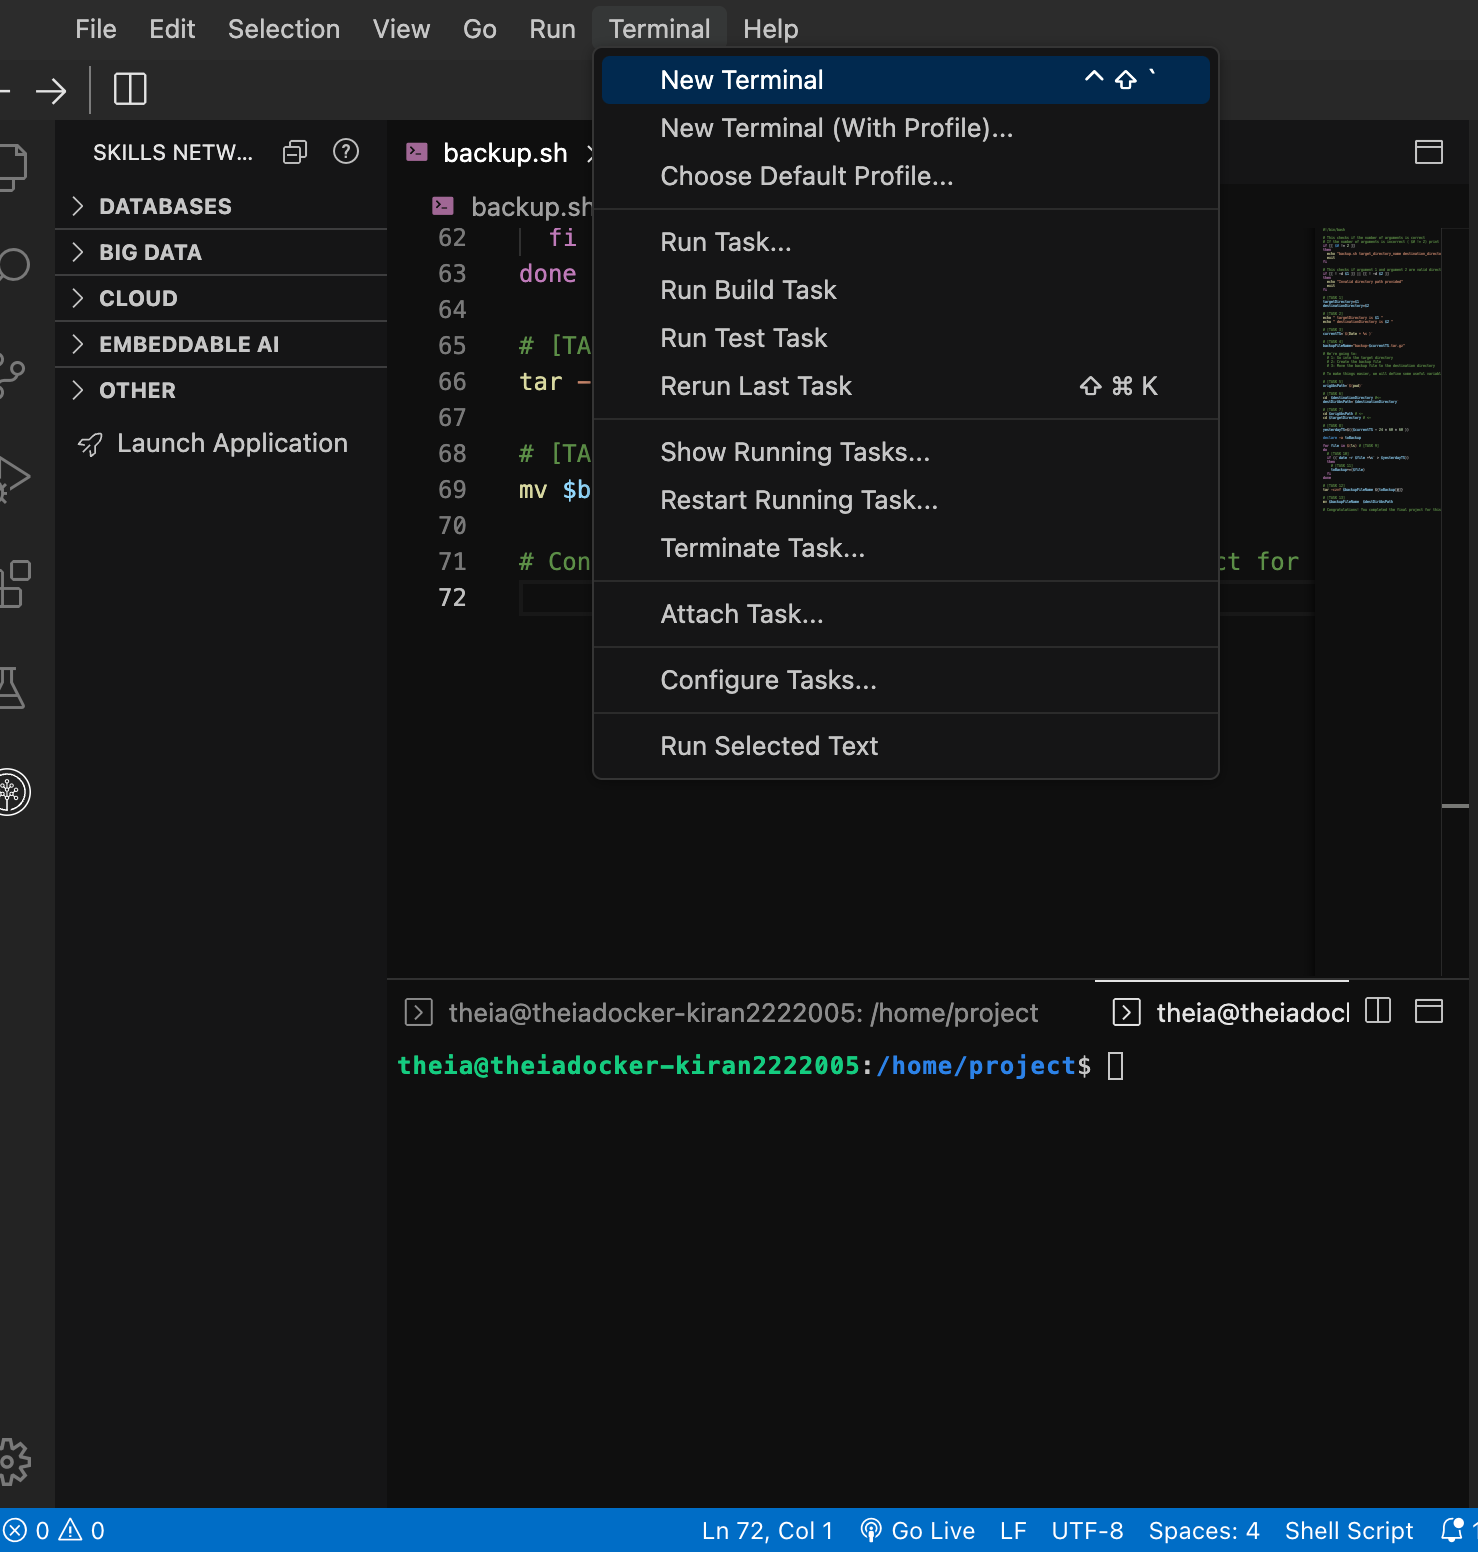 File Edit Selection View Go Run Terminal Help
New Terminal ^ ⇧ `
New Terminal (With Profile)...
Choose Default Profile...
Run Task...
Run Build Task
Run Test Task
Rerun Last Task ⇧ ⌘ K
Show Running Tasks...
Restart Running Task...
Terminate Task...
Attach Task...
Configure Tasks...
Run Selected Text
SKILLS NETW...
DATABASES
BIG DATA
CLOUD
EMBEDDABLE AI
OTHER
Launch Application
backup.sh
backup.sh
62 fi
63 done
64
65 # [TA
66 tar -
67
68 # [TA
69 mv $b
70
71 # Con ct for
72
theia@theiadocker-kiran2222005: /home/project
theia@theiadocl
theia@theiadocker-kiran2222005:/home/project$
0 0
Ln 72, Col 1 Go Live LF UTF-8 Spaces: 4 Shell Script